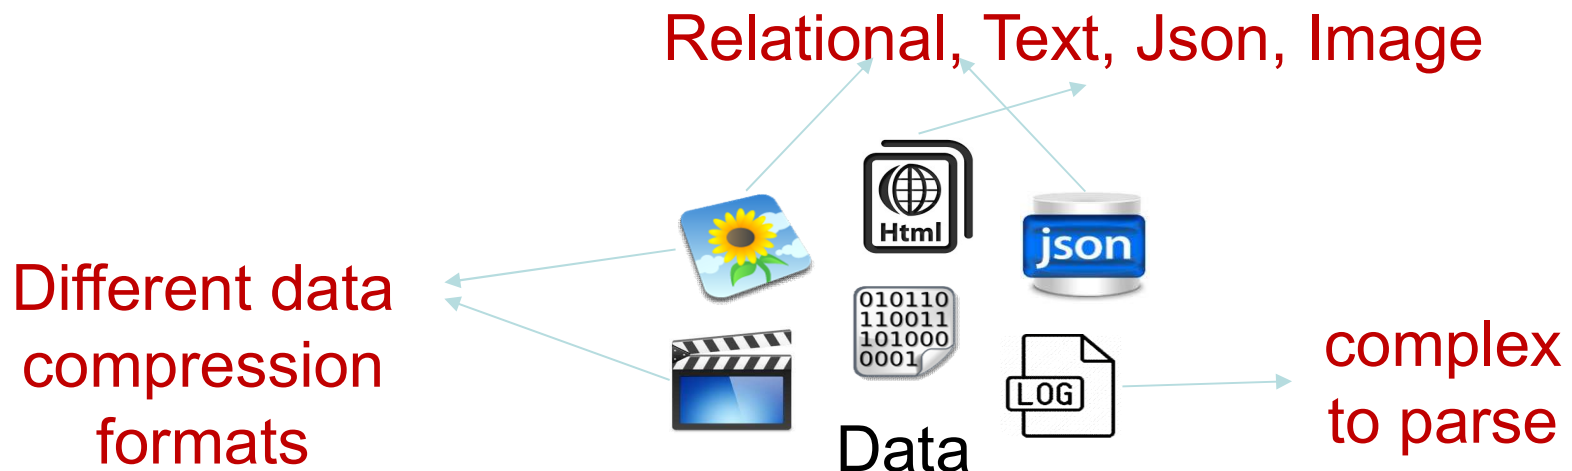 Relational, Text, Json, Image
Html
json
Different data
compression
formats
010110
110011
101000
0001
LOG
complex
to parse
Data